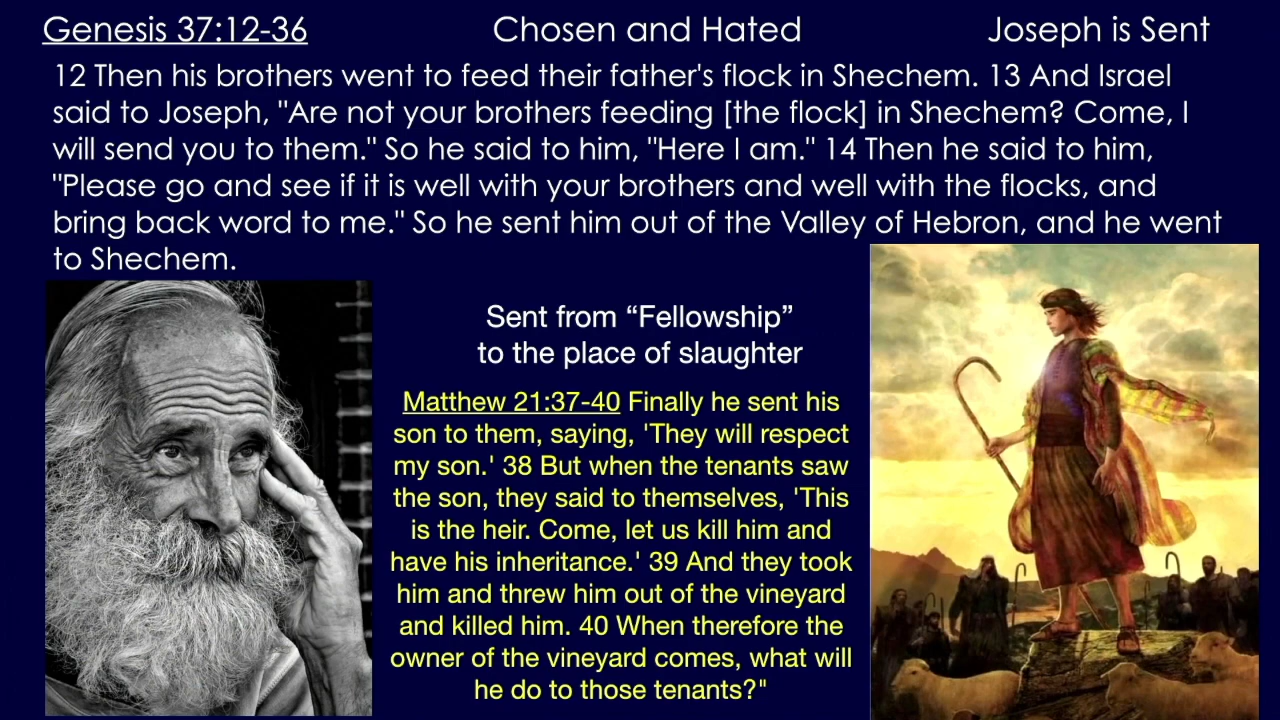 Genesis 37:12-36
Chosen and Hated
Joseph is Sent
12 Then his brothers went to feed their father's flock in Shechem. 13 And Israel
said to Joseph, "Are not your brothers feeding [the flock] in Shechem? Come, I
will send you to them." So he said to him, "Here I am." 14 Then he said to him,
"Please go and see if it is well with your brothers and well with the flocks, and
bring back word to me." So he sent him out of the Valley of Hebron, and he went
to Shechem.
Sent from “Fellowship”
to the place of slaughter
Matthew 21:37-40 Finally he sent his
son to them, saying, 'They will respect
my son.' 38 But when the tenants saw
the son, they said to themselves, 'This
is the heir. Come, let us kill him and
have his inheritance.' 39 And they took
him and threw him out of the vineyard
and killed him. 40 When therefore the
owner of the vineyard comes, what will
he do to those tenants?"